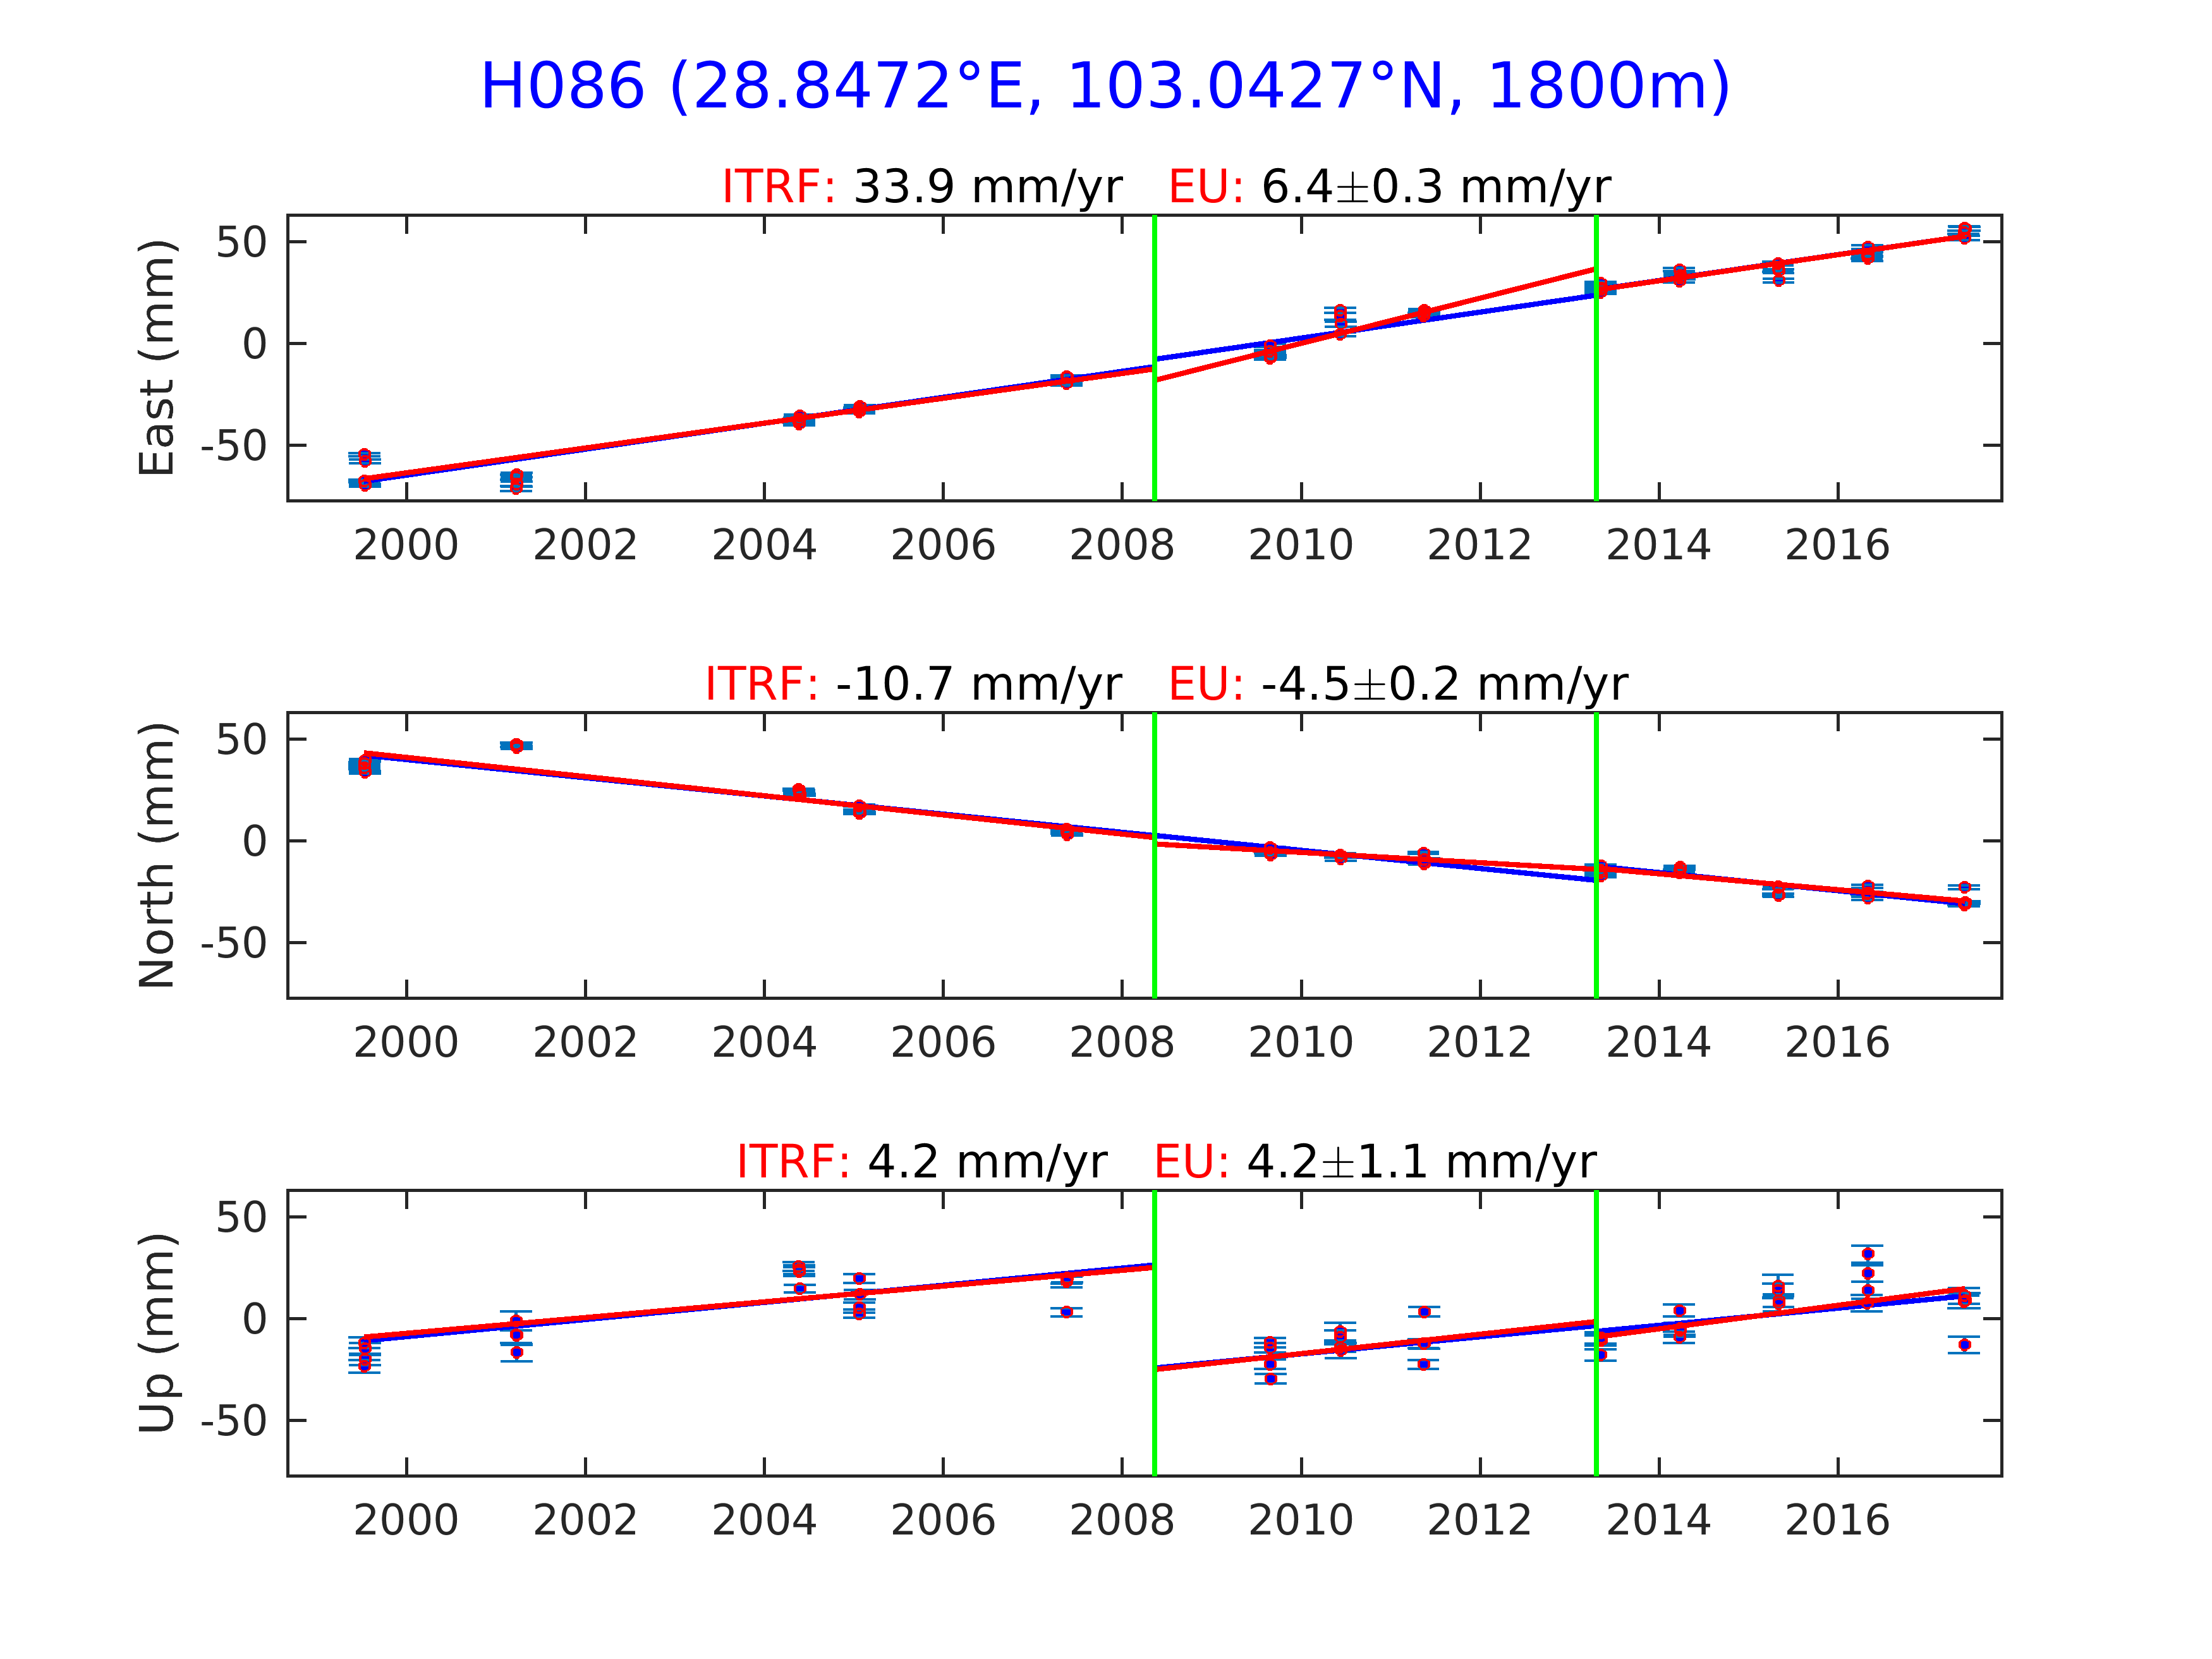 H086 (28.8472°E, 103.0427°N, 1800m)
ITRF: 33.9 mm/yr EU: 6.4±0.3 mm/yr
East (mm)
50
0
-50
2000 2002 2004 2006 2008 2010 2012 2014 2016
ITRF: -10.7 mm/yr EU: -4.5±0.2 mm/yr
North (mm)
50
0
-50
2000 2002 2004 2006 2008 2010 2012 2014 2016
ITRF: 4.2 mm/yr EU: 4.2±1.1 mm/yr
Up (mm)
50
0
-50
2000 2002 2004 2006 2008 2010 2012 2014 2016